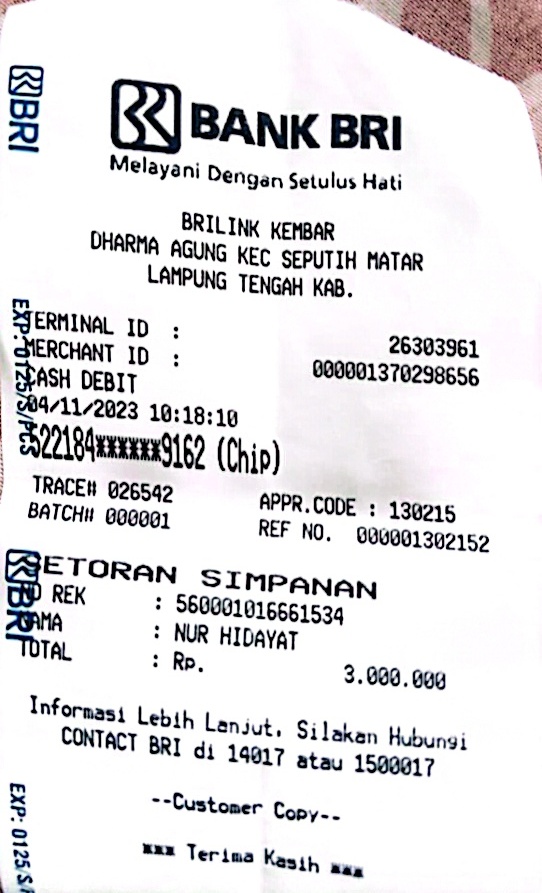 BRI
BANK BRI
Melayani Dengan Setulus Hati
BRILINK KEMBAR
DHARMA AGUNG KEC SEPUTIH MATAR
LAMPUNG TENGAH KAB.
TERMINAL ID : 26303961
MERCHANT ID : 000001370298656
CASH DEBIT
04/11/2023 10:18:10
522184******9162 (Chip)
TRACE# 026542 APPR.CODE : 130215
BATCH# 000001 REF NO. 000001302152
SETORAN SIMPANAN
NO REK : 560001016661534
NAMA : NUR HIDAYAT
TOTAL : Rp. 3.000.000
Informasi Lebih Lanjut, Silakan Hubungi
CONTACT BRI di 14017 atau 1500017
--Customer Copy--
*** Terima Kasih ***
EXP: 0125/S/PCS
BRI
EXP: 0125/S/